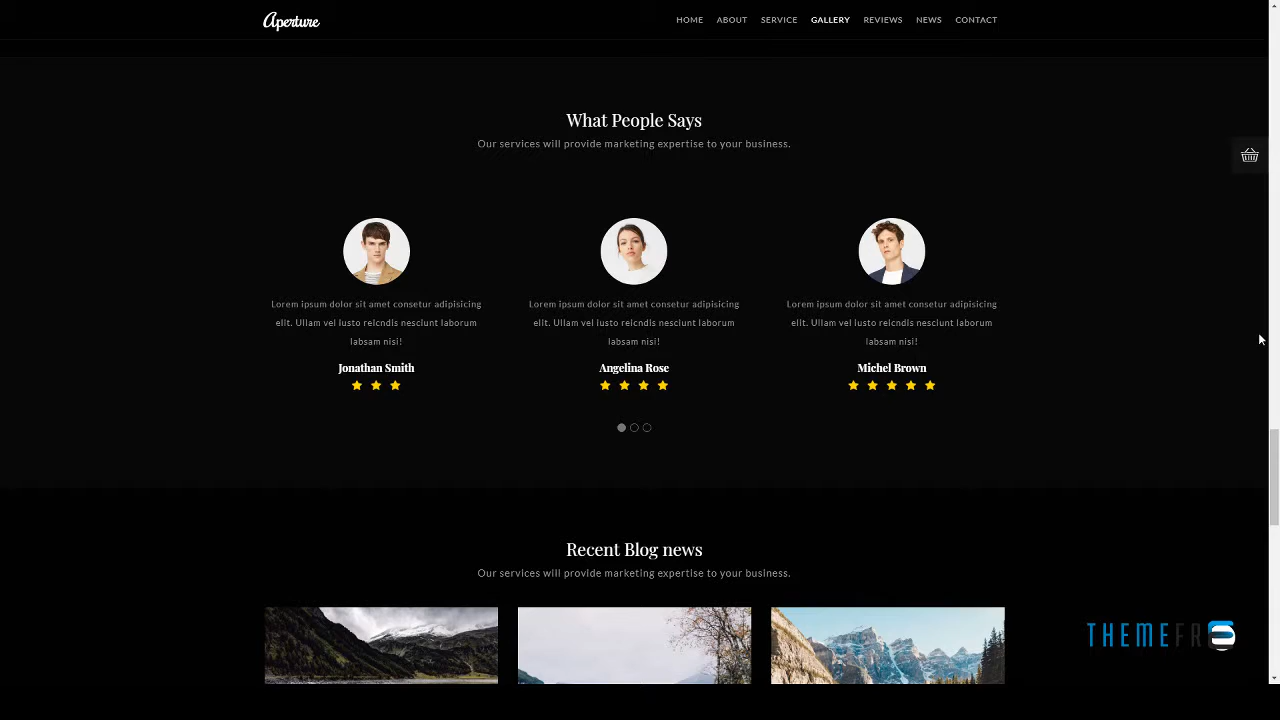 Aperture
HOME ABOUT SERVICE GALLERY REVIEWS NEWS CONTACT
What People Says
Our services will provide marketing expertise to your business.
Lorem ipsum dolor sit amet consetur adipisicing
elit. Ullam vel iusto reicndis nesciunt laborum
labsam nisi!
Jonathan Smith
Lorem ipsum dolor sit amet consetur adipisicing
elit. Ullam vel iusto reicndis nesciunt laborum
labsam nisi!
Angelina Rose
Lorem ipsum dolor sit amet consetur adipisicing
elit. Ullam vel iusto reicndis nesciunt laborum
labsam nisi!
Michel Brown
Recent Blog news
Our services will provide marketing expertise to your business.
THEMEFR